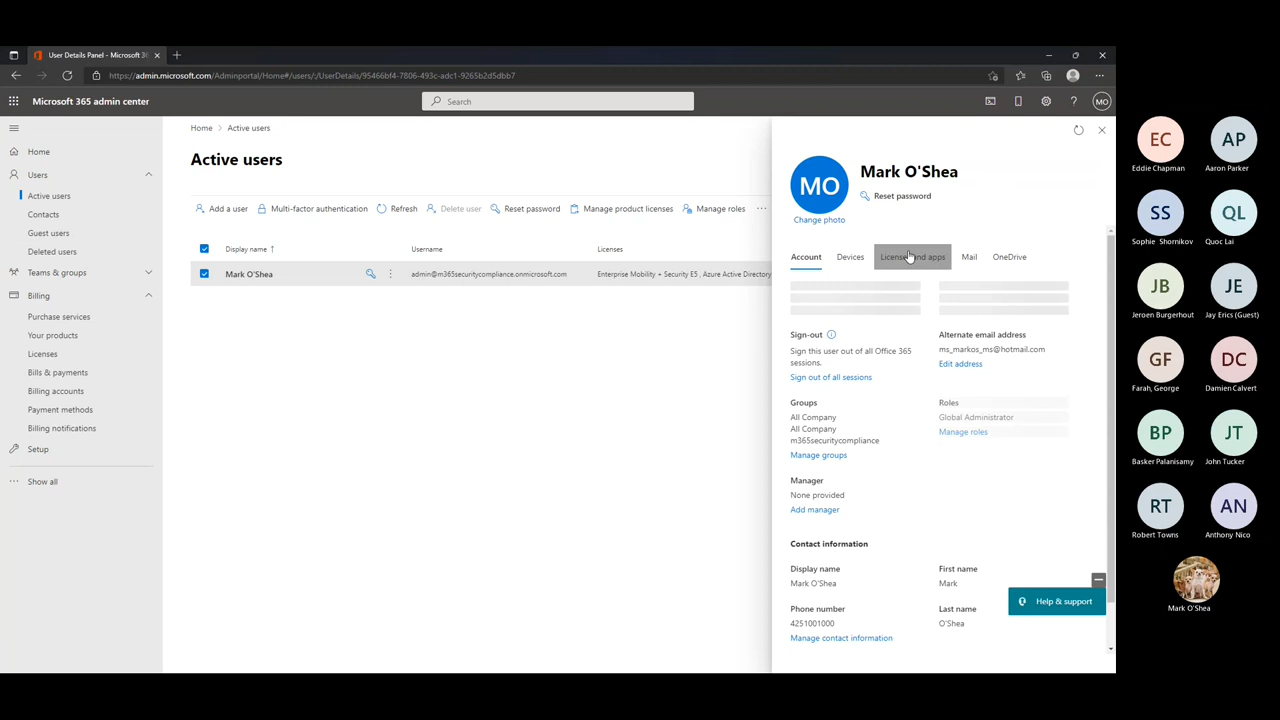 User Details Panel - Microsoft 36
https://admin.microsoft.com/Adminportal/Home#/users/:/UserDetails/95466bf4-7806-493c-adc1-9265b2d5dbb7
Microsoft 365 admin center
Search
MO
Home
Users
Active users
Contacts
Guest users
Deleted users
Teams & groups
Billing
Purchase services
Your products
Licenses
Bills & payments
Billing accounts
Payment methods
Billing notifications
Setup
Show all
Home > Active users
Active users
Add a user
Multi-factor authentication
Refresh
Delete user
Reset password
Manage product licenses
Manage roles
Display name ↑
Username
Licenses
Mark O'Shea
admin@m365securitycompliance.onmicrosoft.com
Enterprise Mobility + Security E5 , Azure Active Directory
MO
Change photo
Mark O'Shea
Reset password
Account
Devices
Licenses and apps
Mail
OneDrive
Sign-out
Sign this user out of all Office 365
sessions.
Sign out of all sessions
Alternate email address
ms_markos_ms@hotmail.com
Edit address
Groups
All Company
All Company
m365securitycompliance
Manage groups
Roles
Global Administrator
Manage roles
Manager
None provided
Add manager
Contact information
Display name
Mark O'Shea
First name
Mark
Phone number
4251001000
Last name
O'Shea
Manage contact information
Help & support
EC
Eddie Chapman
AP
Aaron Parker
SS
Sophie Shornikov
QL
Quoc Lai
JB
Jeroen Burgerhout
JE
Jay Erics (Guest)
GF
Farah, George
DC
Damien Calvert
BP
Basker Palanisamy
JT
John Tucker
RT
Robert Towns
AN
Anthony Nico
Mark O'Shea